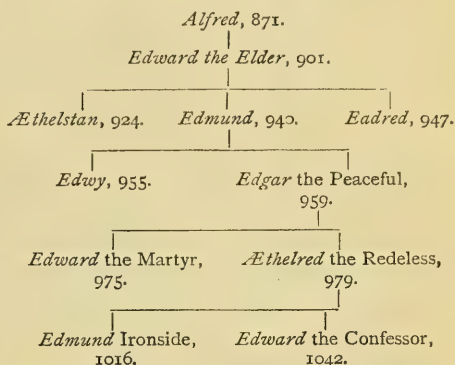 Alfred, 871.
Edward the Elder, 901.
Æthelstan, 924. Edmund, 940. Eadred, 947.
Edwy, 955. Edgar the Peaceful,
959.
Edward the Martyr, Æthelred the Redeless,
975. 979.
Edmund Ironside, Edward the Confessor,
1016. 1042.